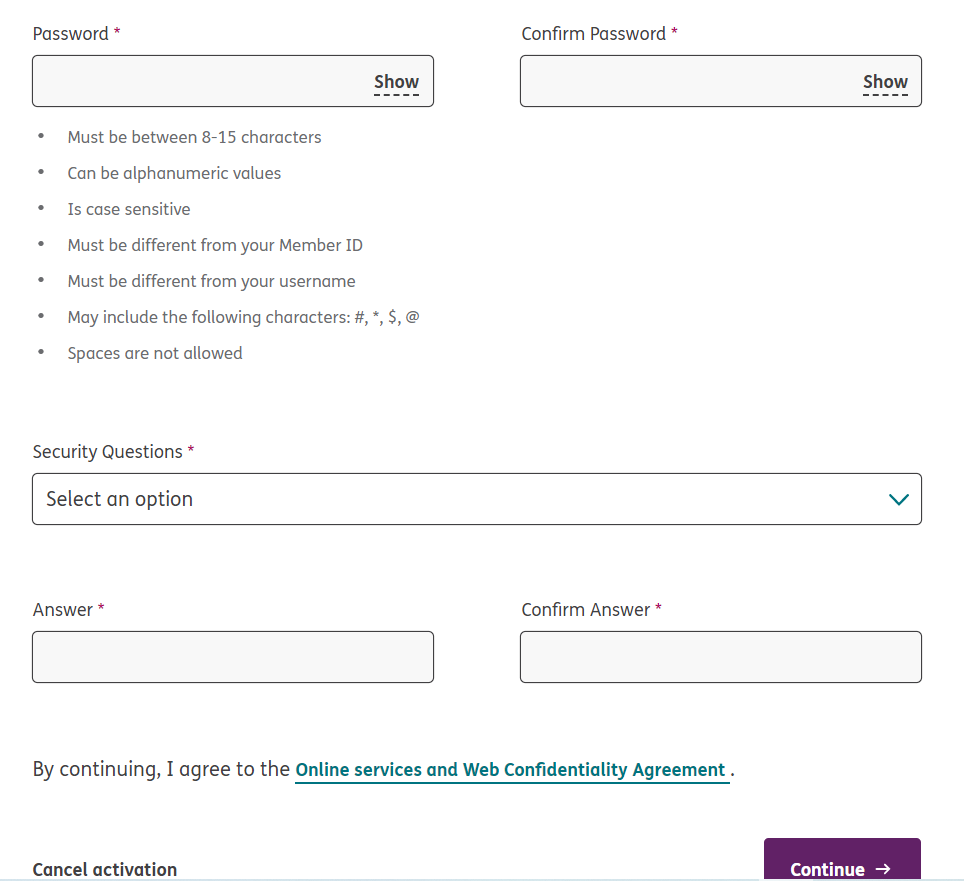 Password *
Confirm Password *
Show
Show
• Must be between 8-15 characters
• Can be alphanumeric values
• Is case sensitive
• Must be different from your Member ID
• Must be different from your username
• May include the following characters: #, *, $, @
• Spaces are not allowed
Security Questions *
Select an option
Answer *
Confirm Answer *
By continuing, I agree to the Online services and Web Confidentiality Agreement .
Cancel activation
Continue →